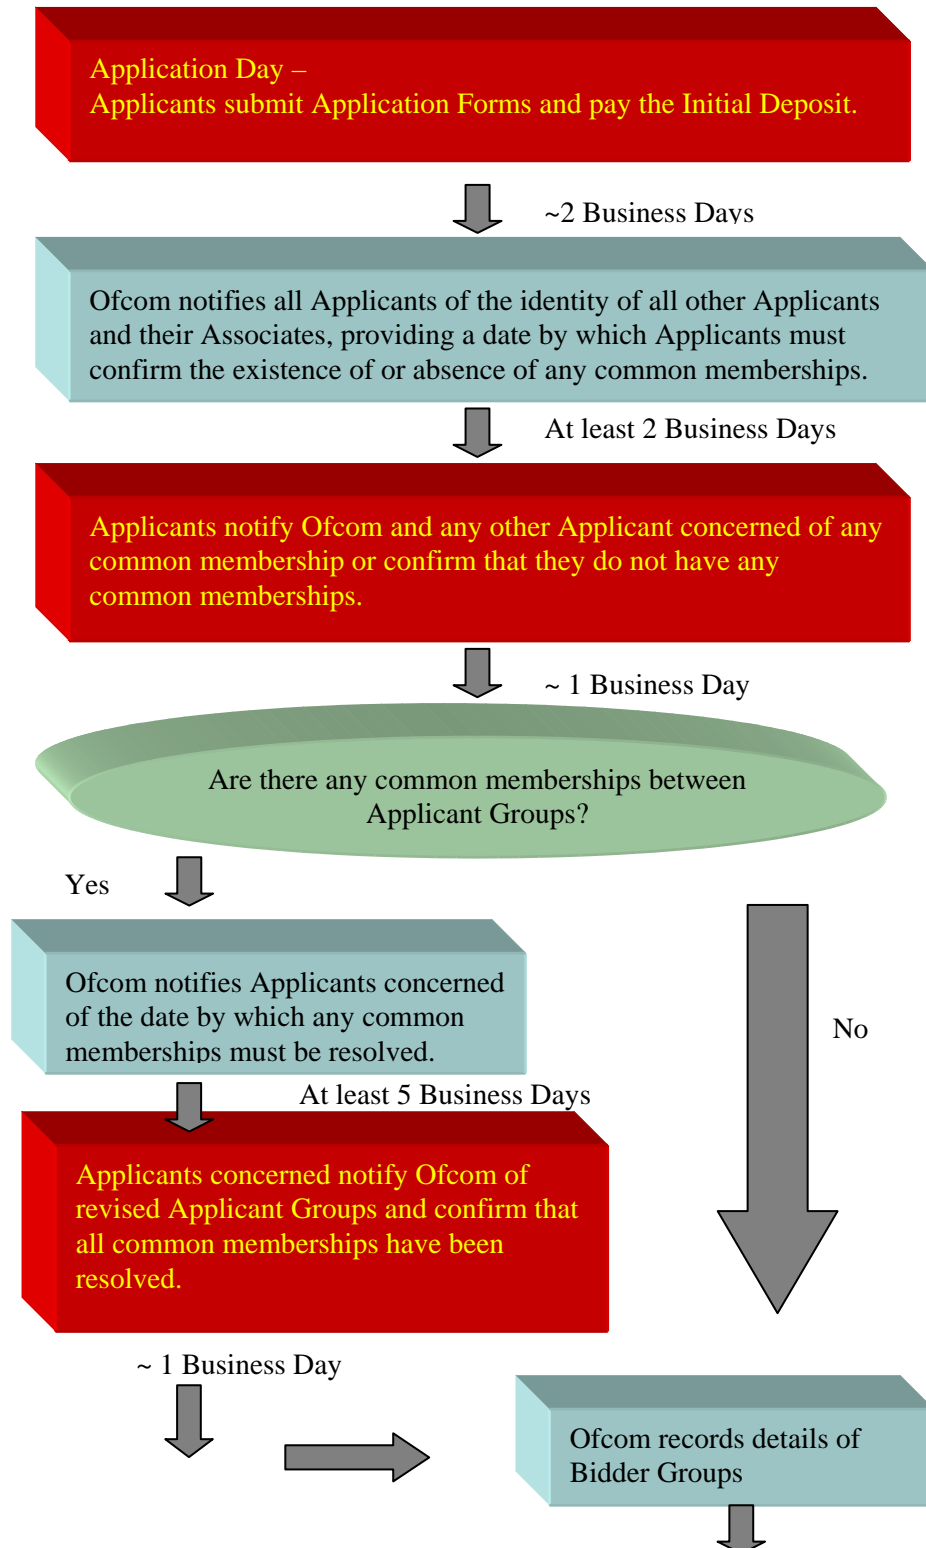 Application Day –
Applicants submit Application Forms and pay the Initial Deposit.
~2 Business Days
Ofcom notifies all Applicants of the identity of all other Applicants
and their Associates, providing a date by which Applicants must
confirm the existence of or absence of any common memberships.
At least 2 Business Days
Applicants notify Ofcom and any other Applicant concerned of any
common membership or confirm that they do not have any
common memberships.
~ 1 Business Day
Are there any common memberships between
Applicant Groups?
Yes
Ofcom notifies Applicants concerned
of the date by which any common
memberships must be resolved.
No
At least 5 Business Days
Applicants concerned notify Ofcom of
revised Applicant Groups and confirm that
all common memberships have been
resolved.
~ 1 Business Day
Ofcom records details of
Bidder Groups